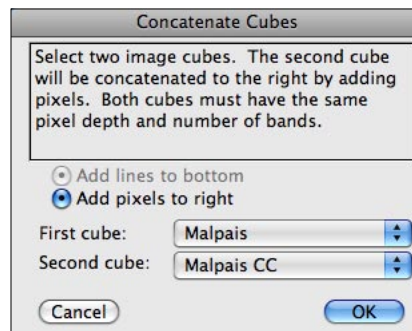 Concatenate Cubes
Select two image cubes. The second cube
will be concatenated to the right by adding
pixels. Both cubes must have the same
pixel depth and number of bands.
Add lines to bottom
Add pixels to right
First cube: Malpais
Second cube: Malpais CC
Cancel OK